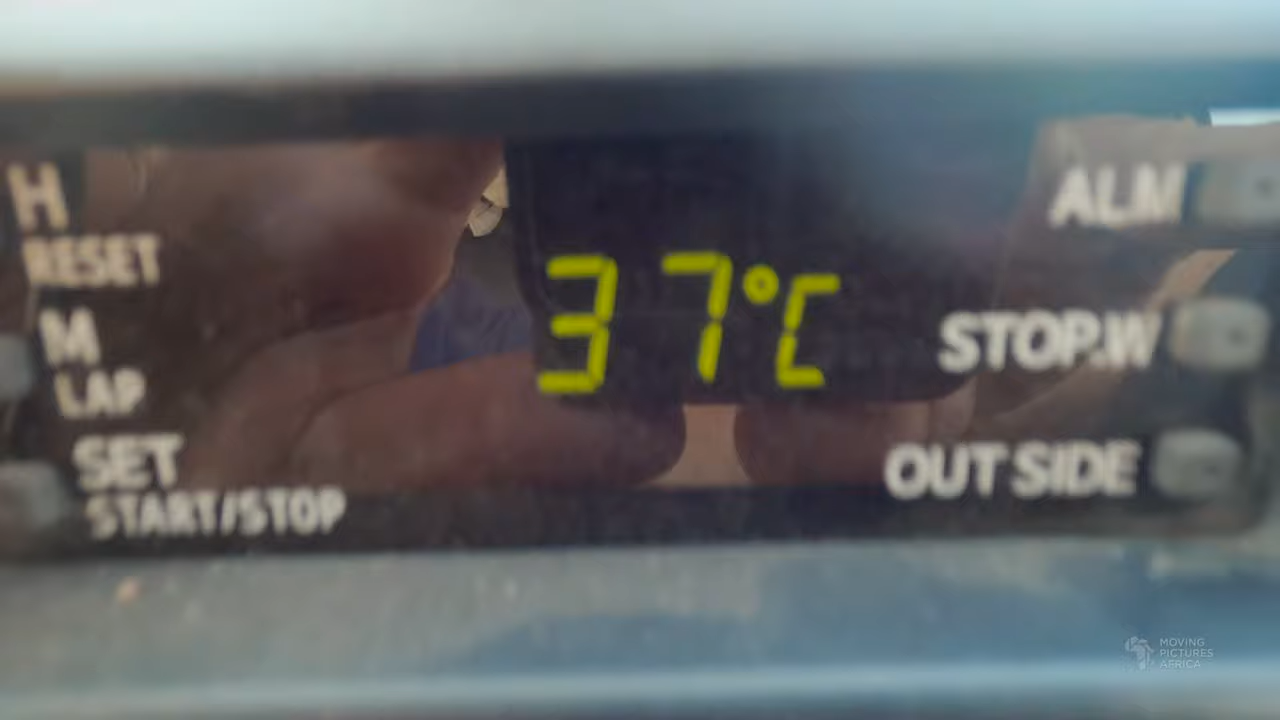 H
RESET
M
LAP
SET
START/STOP
37°C
ALM
STOP.W
OUT SIDE
MOVING
PICTURES
AFRICA